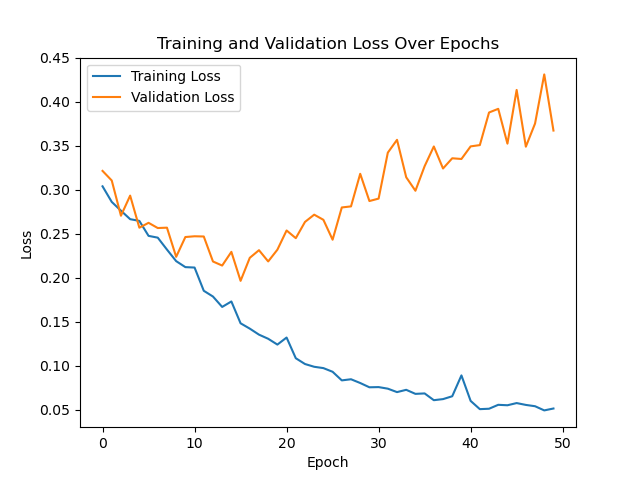 Training and Validation Loss Over Epochs
Training Loss
Validation Loss
0.45
0.40
0.35
0.30
0.25
0.20
0.15
0.10
0.05
Loss
0 10 20 30 40 50
Epoch